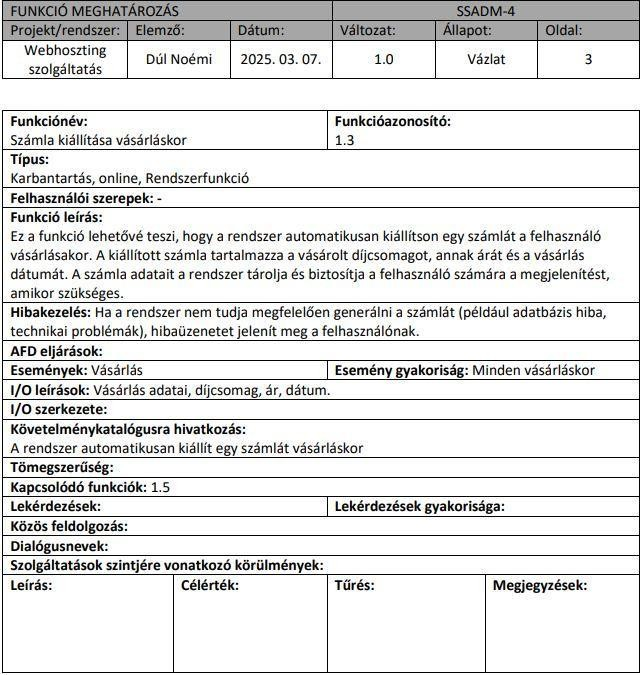 FUNKCIÓ MEGHATÁROZÁS SSADM-4
Projekt/rendszer: Elemző: Dátum: Változat: Állapot: Oldal:
Webhoszting szolgáltatás Dúl Noémi 2025. 03. 07. 1.0 Vázlat 3
Funkciónév: Funkcióazonosító:
Számla kiállítása vásárláskor 1.3
Típus:
Karbantartás, online, Rendszerfunkció
Felhasználói szerepek: -
Funkció leírás:
Ez a funkció lehetővé teszi, hogy a rendszer automatikusan kiállítson egy számlát a felhasználó
vásárlásakor. A kiállított számla tartalmazza a vásárolt díjcsomagot, annak árát és a vásárlás
dátumát. A számla adatait a rendszer tárolja és biztosítja a felhasználó számára a megjelenítést,
amikor szükséges.
Hibakezelés: Ha a rendszer nem tudja megfelelően generálni a számlát (például adatbázis hiba,
technikai problémák), hibaüzenetet jelenít meg a felhasználónak.
AFD eljárások:
Események: Vásárlás Esemény gyakoriság: Minden vásárláskor
I/O leírások: Vásárlás adatai, díjcsomag, ár, dátum.
I/O szerkezete:
Követelménykatalógusra hivatkozás:
A rendszer automatikusan kiállít egy számlát vásárláskor
Tömegszerűség:
Kapcsolódó funkciók: 1.5
Lekérdezések: Lekérdezések gyakorisága:
Közös feldolgozás:
Dialógusnevek:
Szolgáltatások szintjére vonatkozó körülmények:
Leírás: Célérték: Tűrés: Megjegyzések: